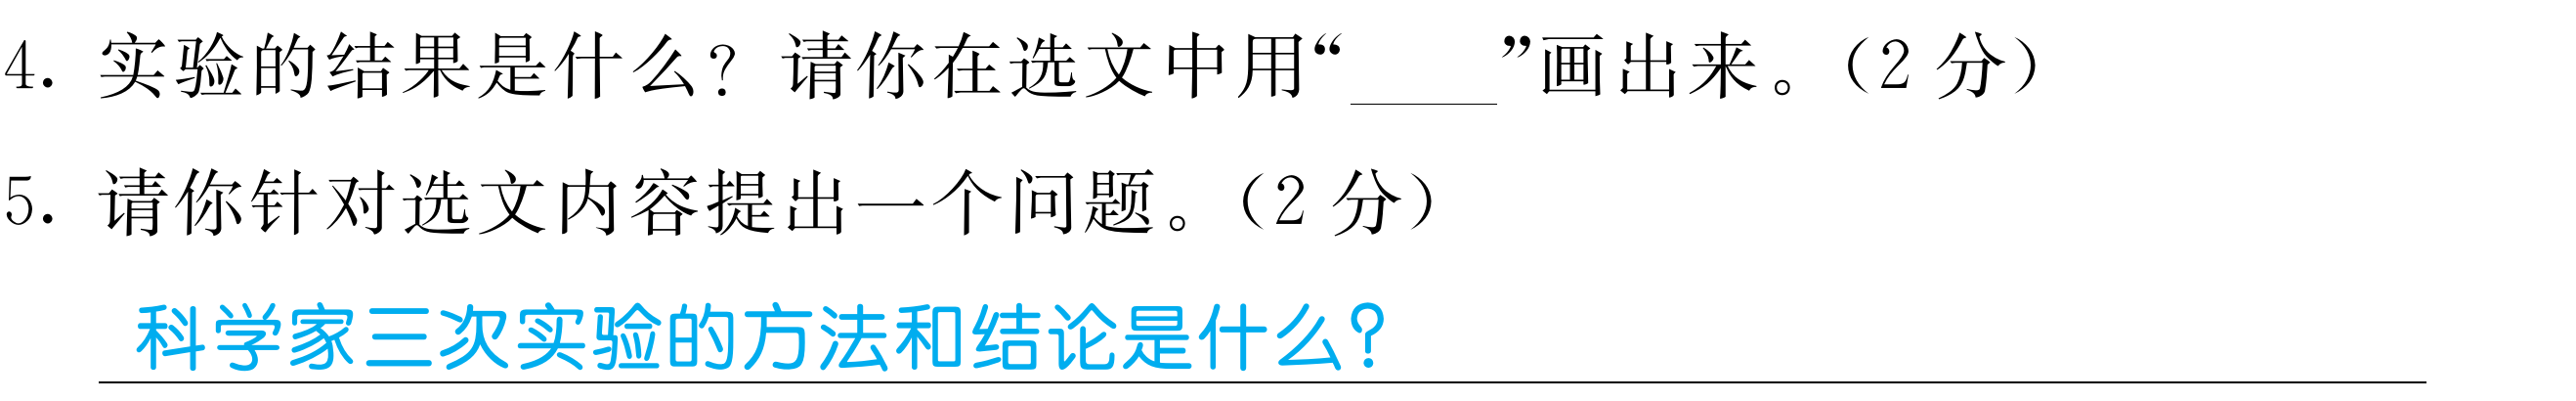 4. 实验的结果是什么？请你在选文中用“____”画出来。（2 分）
5. 请你针对选文内容提出一个问题。（2 分）
科学家三次实验的方法和结论是什么?